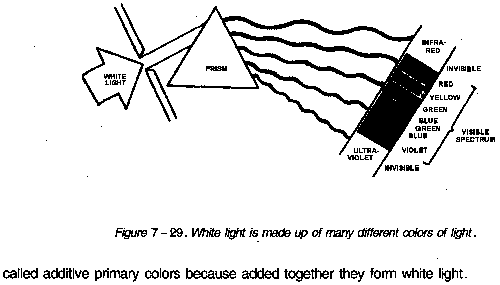 INFRA-
RED
INVISIBLE
RED
YELLOW
GREEN
BLUE
GREEN
BLUE
VIOLET
INVISIBLE
VISIBLE
SPECTRUM
ULTRA-
VIOLET
WHITE
LIGHT
PRISM
Figure 7-29. White light is made up of many different colors of light.
called additive primary colors because added together they form white light.